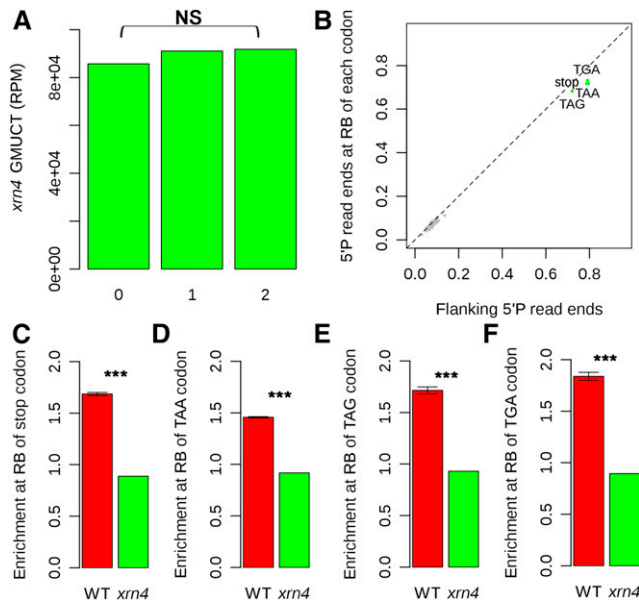 A
NS
xrn4 GMUCT (RPM)
0e+00
4e+04
8e+04
0 1 2
B
5'P read ends at RB of each codon
0.0
0.2
0.4
0.6
0.8
TGA
stop
TAA
TAG
0.0 0.2 0.4 0.6 0.8
Flanking 5'P read ends
C
Enrichment at RB of stop codon
0.0
0.5
1.0
1.5
2.0
***
WT xrn4
D
Enrichment at RB of TAA codon
0.0
0.5
1.0
1.5
2.0
***
WT xrn4
E
Enrichment at RB of TAG codon
0.0
0.5
1.0
1.5
2.0
***
WT xrn4
F
Enrichment at RB of TGA codon
0.0
0.5
1.0
1.5
2.0
***
WT xrn4